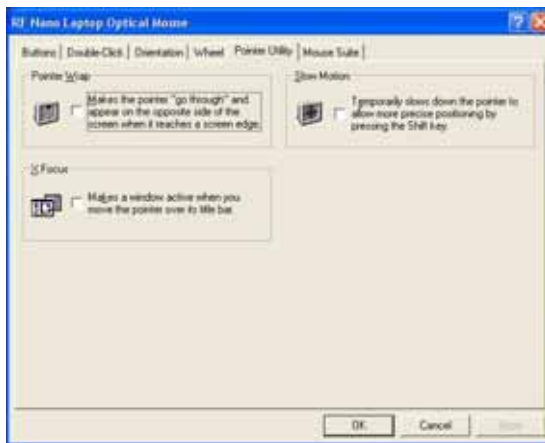 RF Nano Laptop Optical Mouse
Buttons Double-Click Orientation Wheel Pointer Utility Mouse Suite
Pointer Wrap
Makes the pointer "go through" and
appear on the opposite side of the
screen when it reaches a screen edge.
Slow Motion
Temporarily slows down the pointer to
allow more precise positioning by
pressing the Shift key.
X Focus
Makes a window active when you
move the pointer over its title bar.
OK Cancel